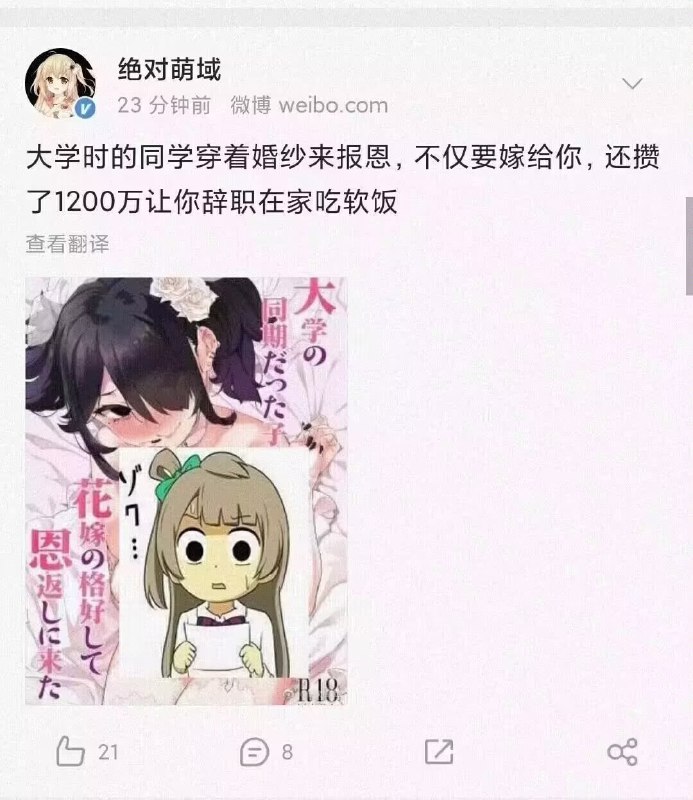 绝对萌域
23 分钟前 微博 weibo.com
大学时的同学穿着婚纱来报恩，不仅要嫁给你，还攒
了1200万让你辞职在家吃软饭
查看翻译
大学の
同期だった子
花嫁の格好して
恩返しに来た
ゾク…
R18
21
8